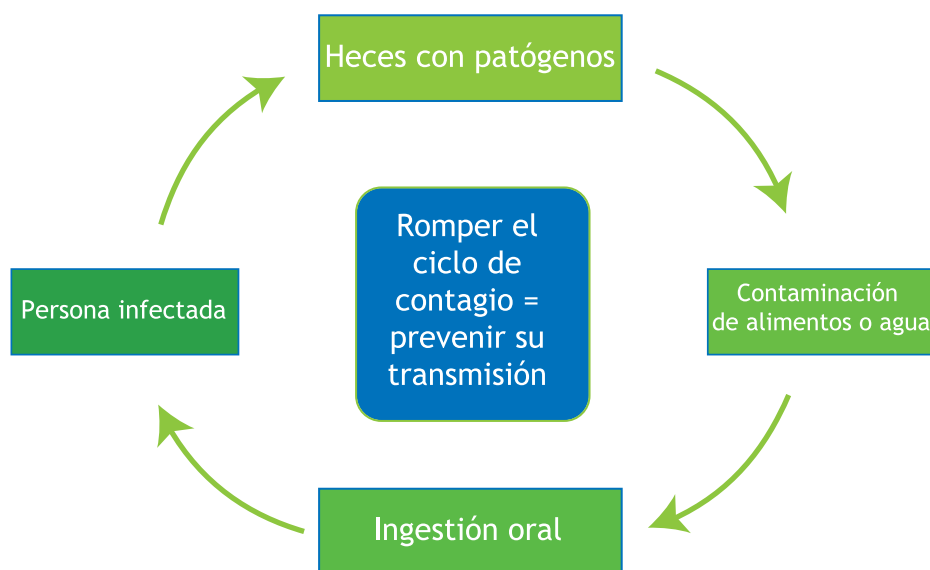 Heces con patógenos
Romper el
ciclo de
contagio =
prevenir su
transmisión
Persona infectada
Contaminación
de alimentos o agua
Ingestión oral